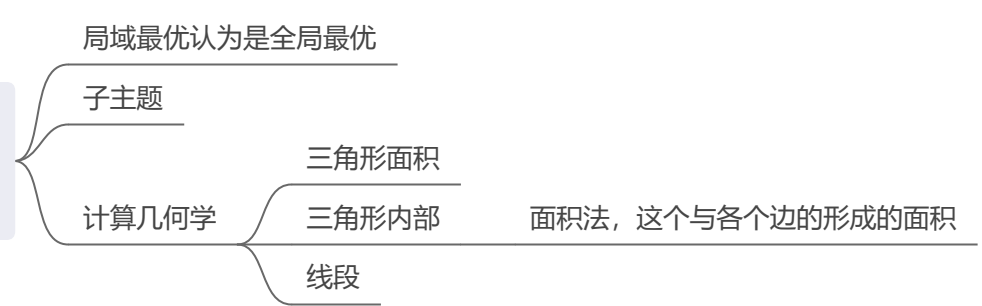 局域最优认为是全局最优
子主题
三角形面积
计算几何学
三角形内部
面积法，这个与各个边的形成的面积
线段